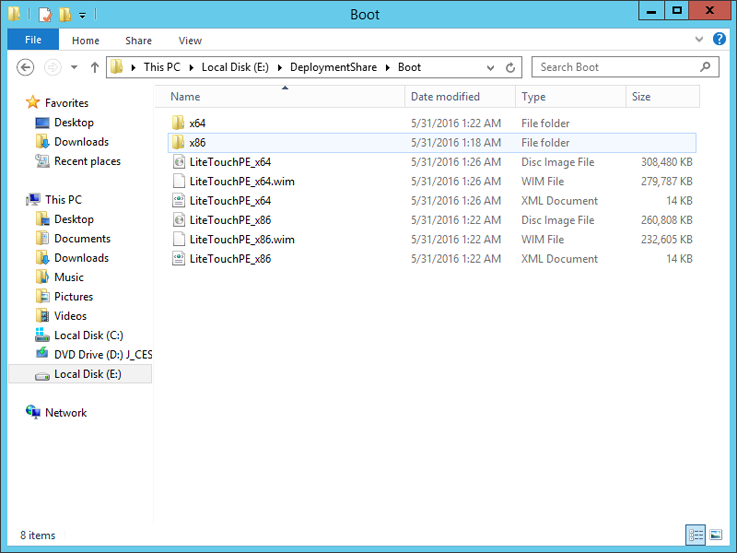 Boot
File Home Share View
This PC Local Disk (E:) DeploymentShare Boot Search Boot
Name Date modified Type Size
Favorites
Desktop
Downloads
Recent places
This PC
Desktop
Documents
Downloads
Music
Pictures
Videos
Local Disk (C:)
DVD Drive (D:) J_CES
Local Disk (E:)
Network
x64 5/31/2016 1:22 AM File folder
x86 5/31/2016 1:18 AM File folder
LiteTouchPE_x64 5/31/2016 1:26 AM Disc Image File 308,480 KB
LiteTouchPE_x64.wim 5/31/2016 1:26 AM WIM File 279,787 KB
LiteTouchPE_x64 5/31/2016 1:26 AM XML Document 14 KB
LiteTouchPE_x86 5/31/2016 1:22 AM Disc Image File 260,808 KB
LiteTouchPE_x86.wim 5/31/2016 1:22 AM WIM File 232,605 KB
LiteTouchPE_x86 5/31/2016 1:22 AM XML Document 14 KB
8 items